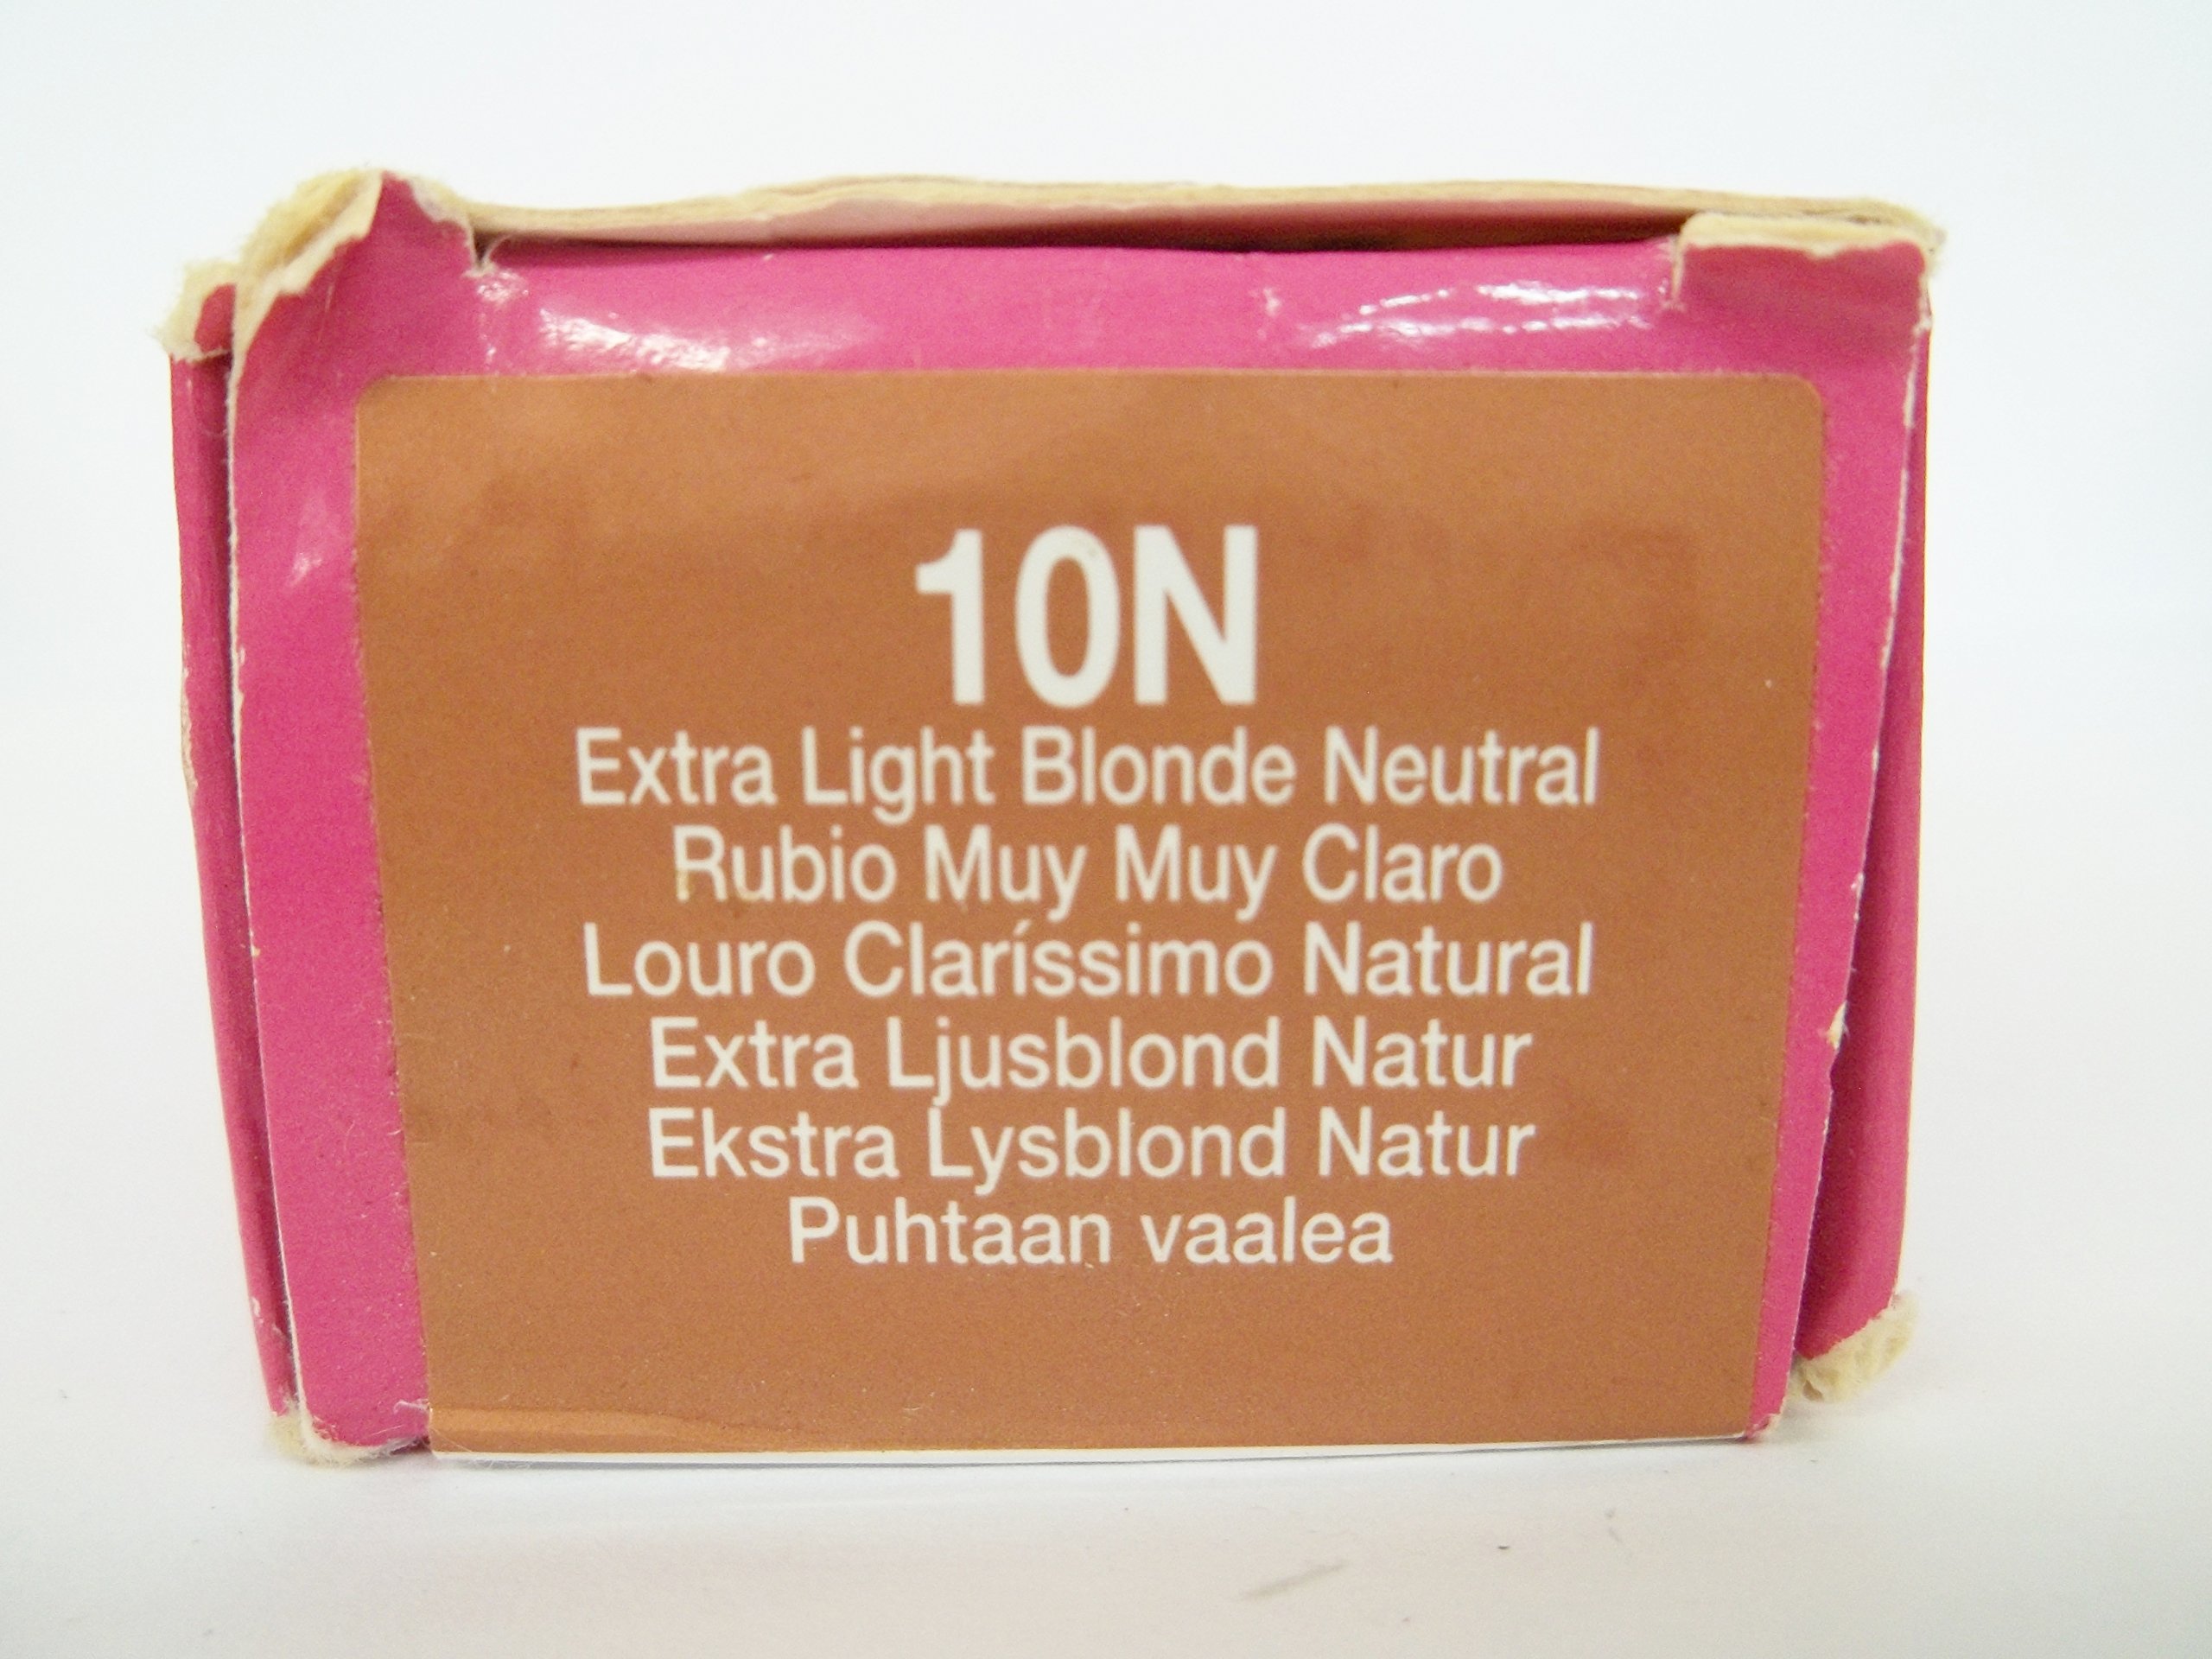 10N
Extra Light Blonde Neutral
Rubio Muy Muy Claro
Louro Claríssimo Natural
Extra Ljusblond Natur
Ekstra Lysblond Natur
Puhtaan vaalea